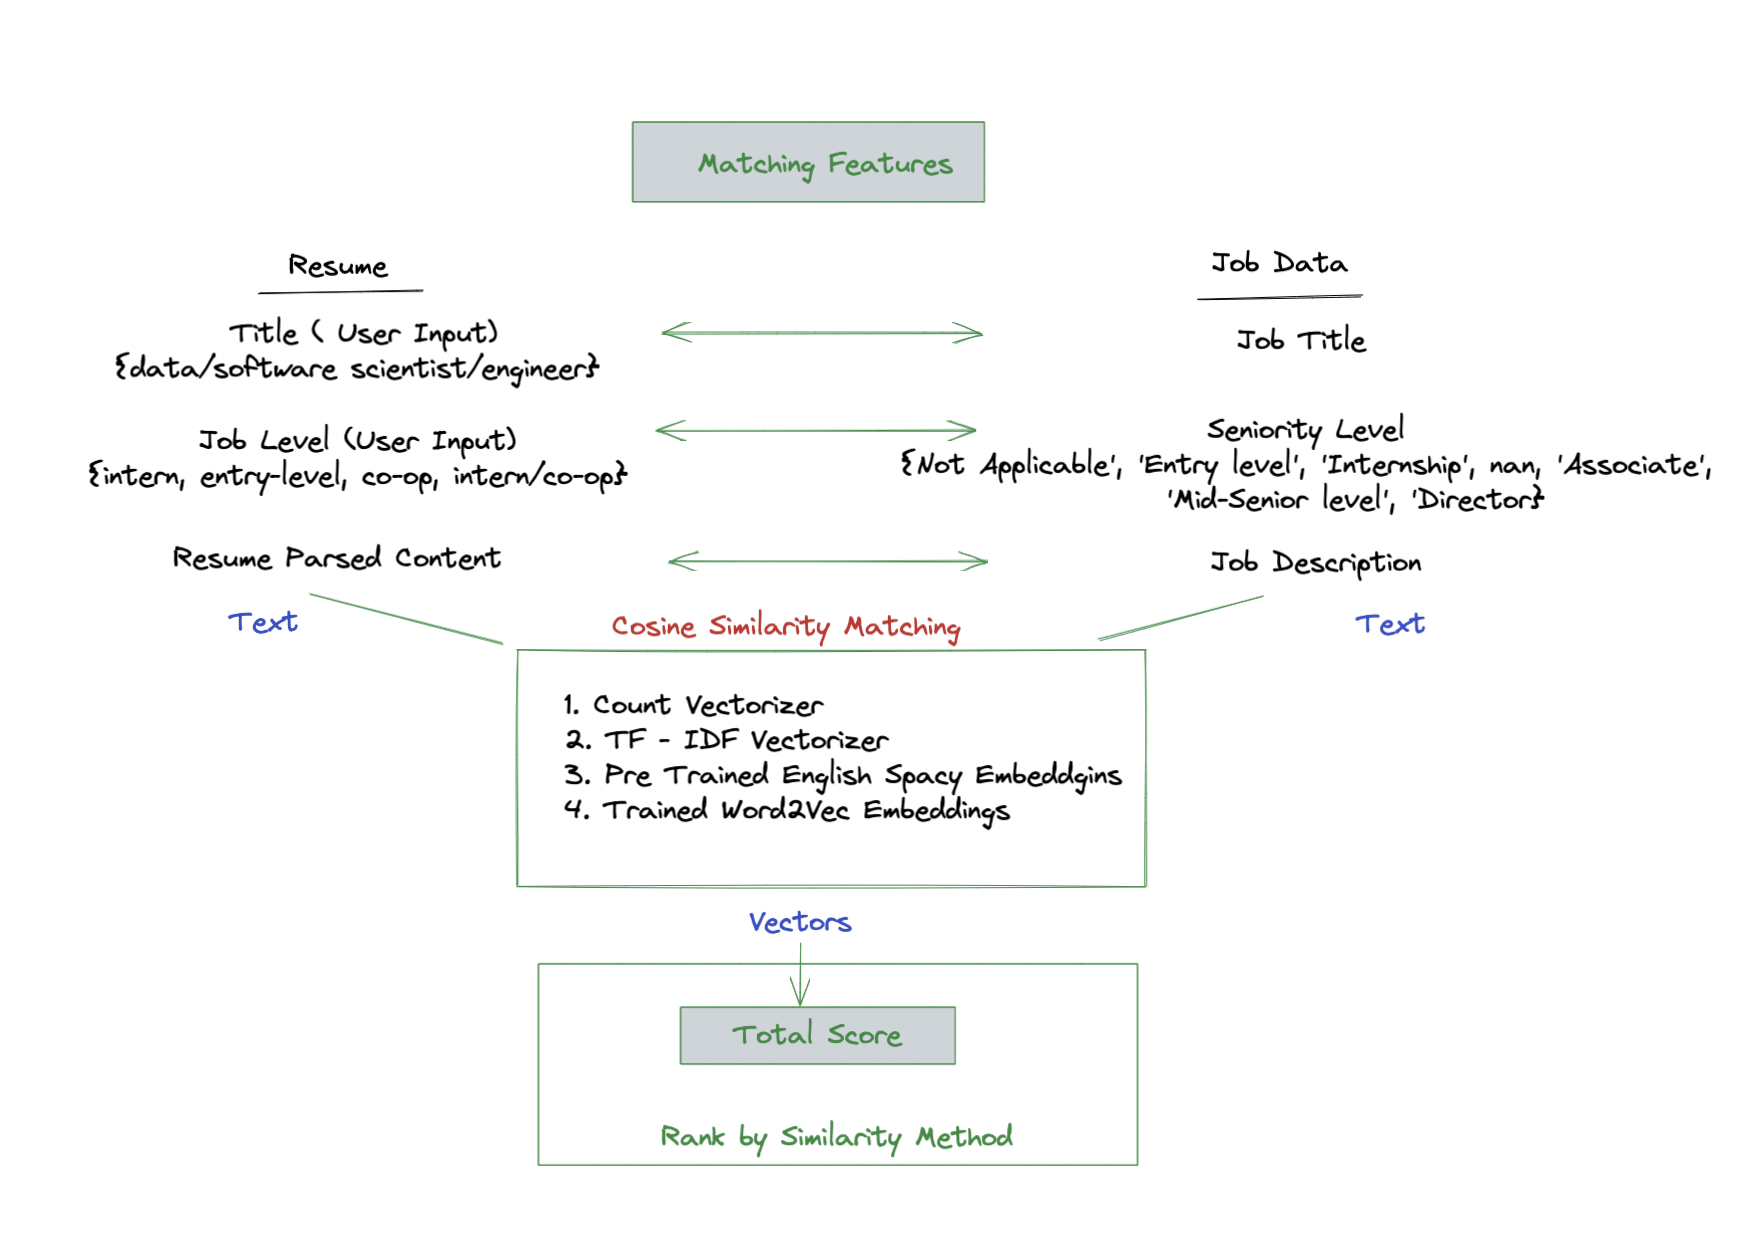 Matching Features
Resume
Job Data
Title ( User Input)
{data/software scientist/engineer}
Job Title
Job Level (User Input)
{intern, entry-level, co-op, intern/co-op}
Seniority Level
{Not Applicable', 'Entry level', 'Internship', nan, 'Associate',
'Mid-Senior level', 'Director}
Resume Parsed Content
Job Description
Text
Cosine Similarity Matching
Text
1. Count Vectorizer
2. TF - IDF Vectorizer
3. Pre Trained English Spacy Embeddgins
4. Trained Word2Vec Embeddings
Vectors
Total Score
Rank by Similarity Method